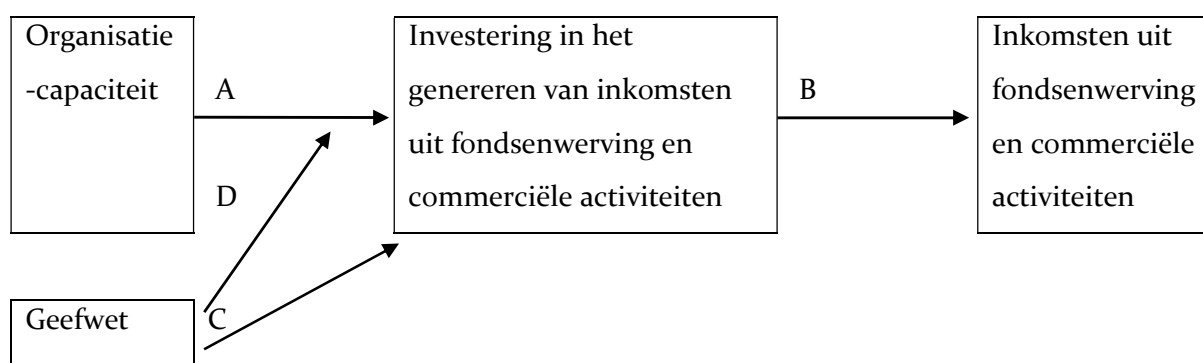 Organisatie
-capaciteit
A
D
Investering in het
genereren van inkomsten
uit fondsenwerving en
commerciële activiteiten
B
Inkomsten uit
fondsenwerving
en commerciële
activiteiten
Geefwet
C